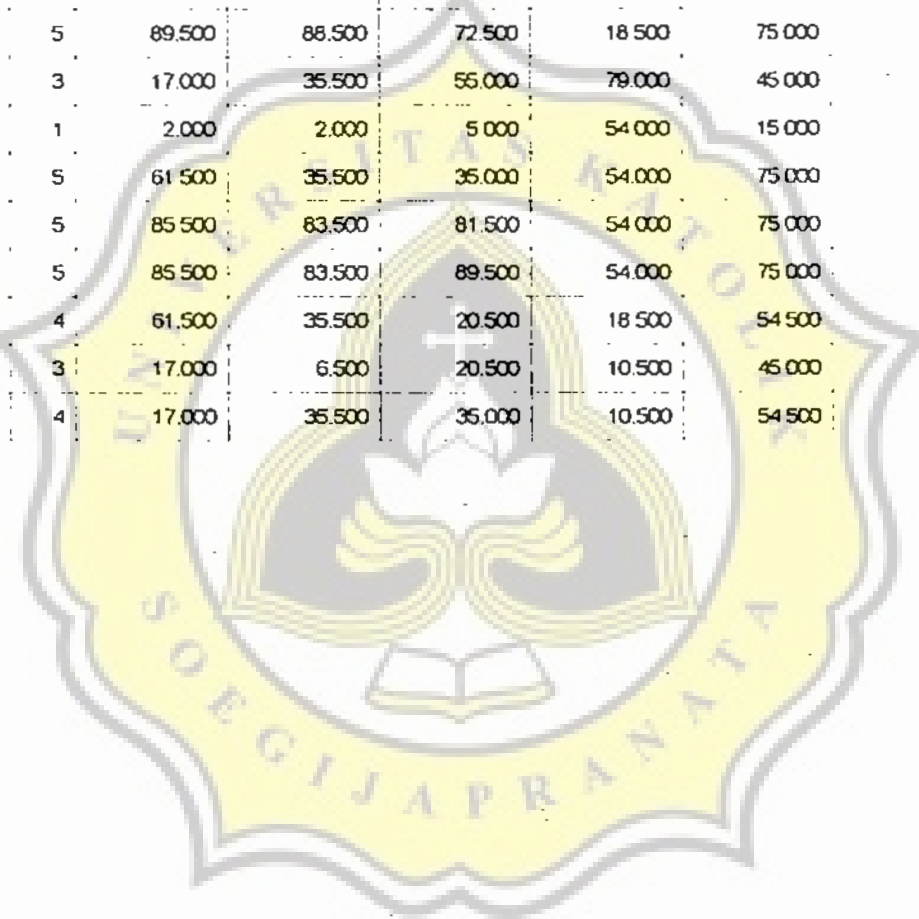 5 89.500 88.500 72.500 18 500 75 000
3 17.000 35.500 55.000 79.000 45 000
1 2.000 2.000 5 000 54 000 15 000
5 61 500 35.500 35.000 54.000 75 000
5 85 500 83.500 81.500 54 000 75 000
5 85 500 83.500 89.500 54.000 75 000
4 61.500 35.500 20.500 18 500 54 500
3 17.000 6.500 20.500 10.500 45 000
4 17.000 35.500 35.000 10.500 54 500
UNIVERSITAS KATOLIK
SOEGIJAPRANATA